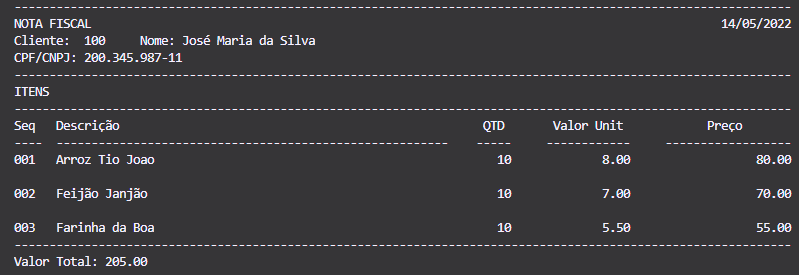 ----------------------------------------------------------------------------------------------------------------
NOTA FISCAL 14/05/2022
Cliente: 100 Nome: José Maria da Silva
CPF/CNPJ: 200.345.987-11
----------------------------------------------------------------------------------------------------------------
ITENS
----------------------------------------------------------------------------------------------------------------
Seq Descrição QTD Valor Unit Preço
---- -------------------------------------------------------- ----- ------------ ------------------
001 Arroz Tio Joao 10 8.00 80.00
002 Feijão Janjão 10 7.00 70.00
003 Farinha da Boa 10 5.50 55.00
----------------------------------------------------------------------------------------------------------------
Valor Total: 205.00